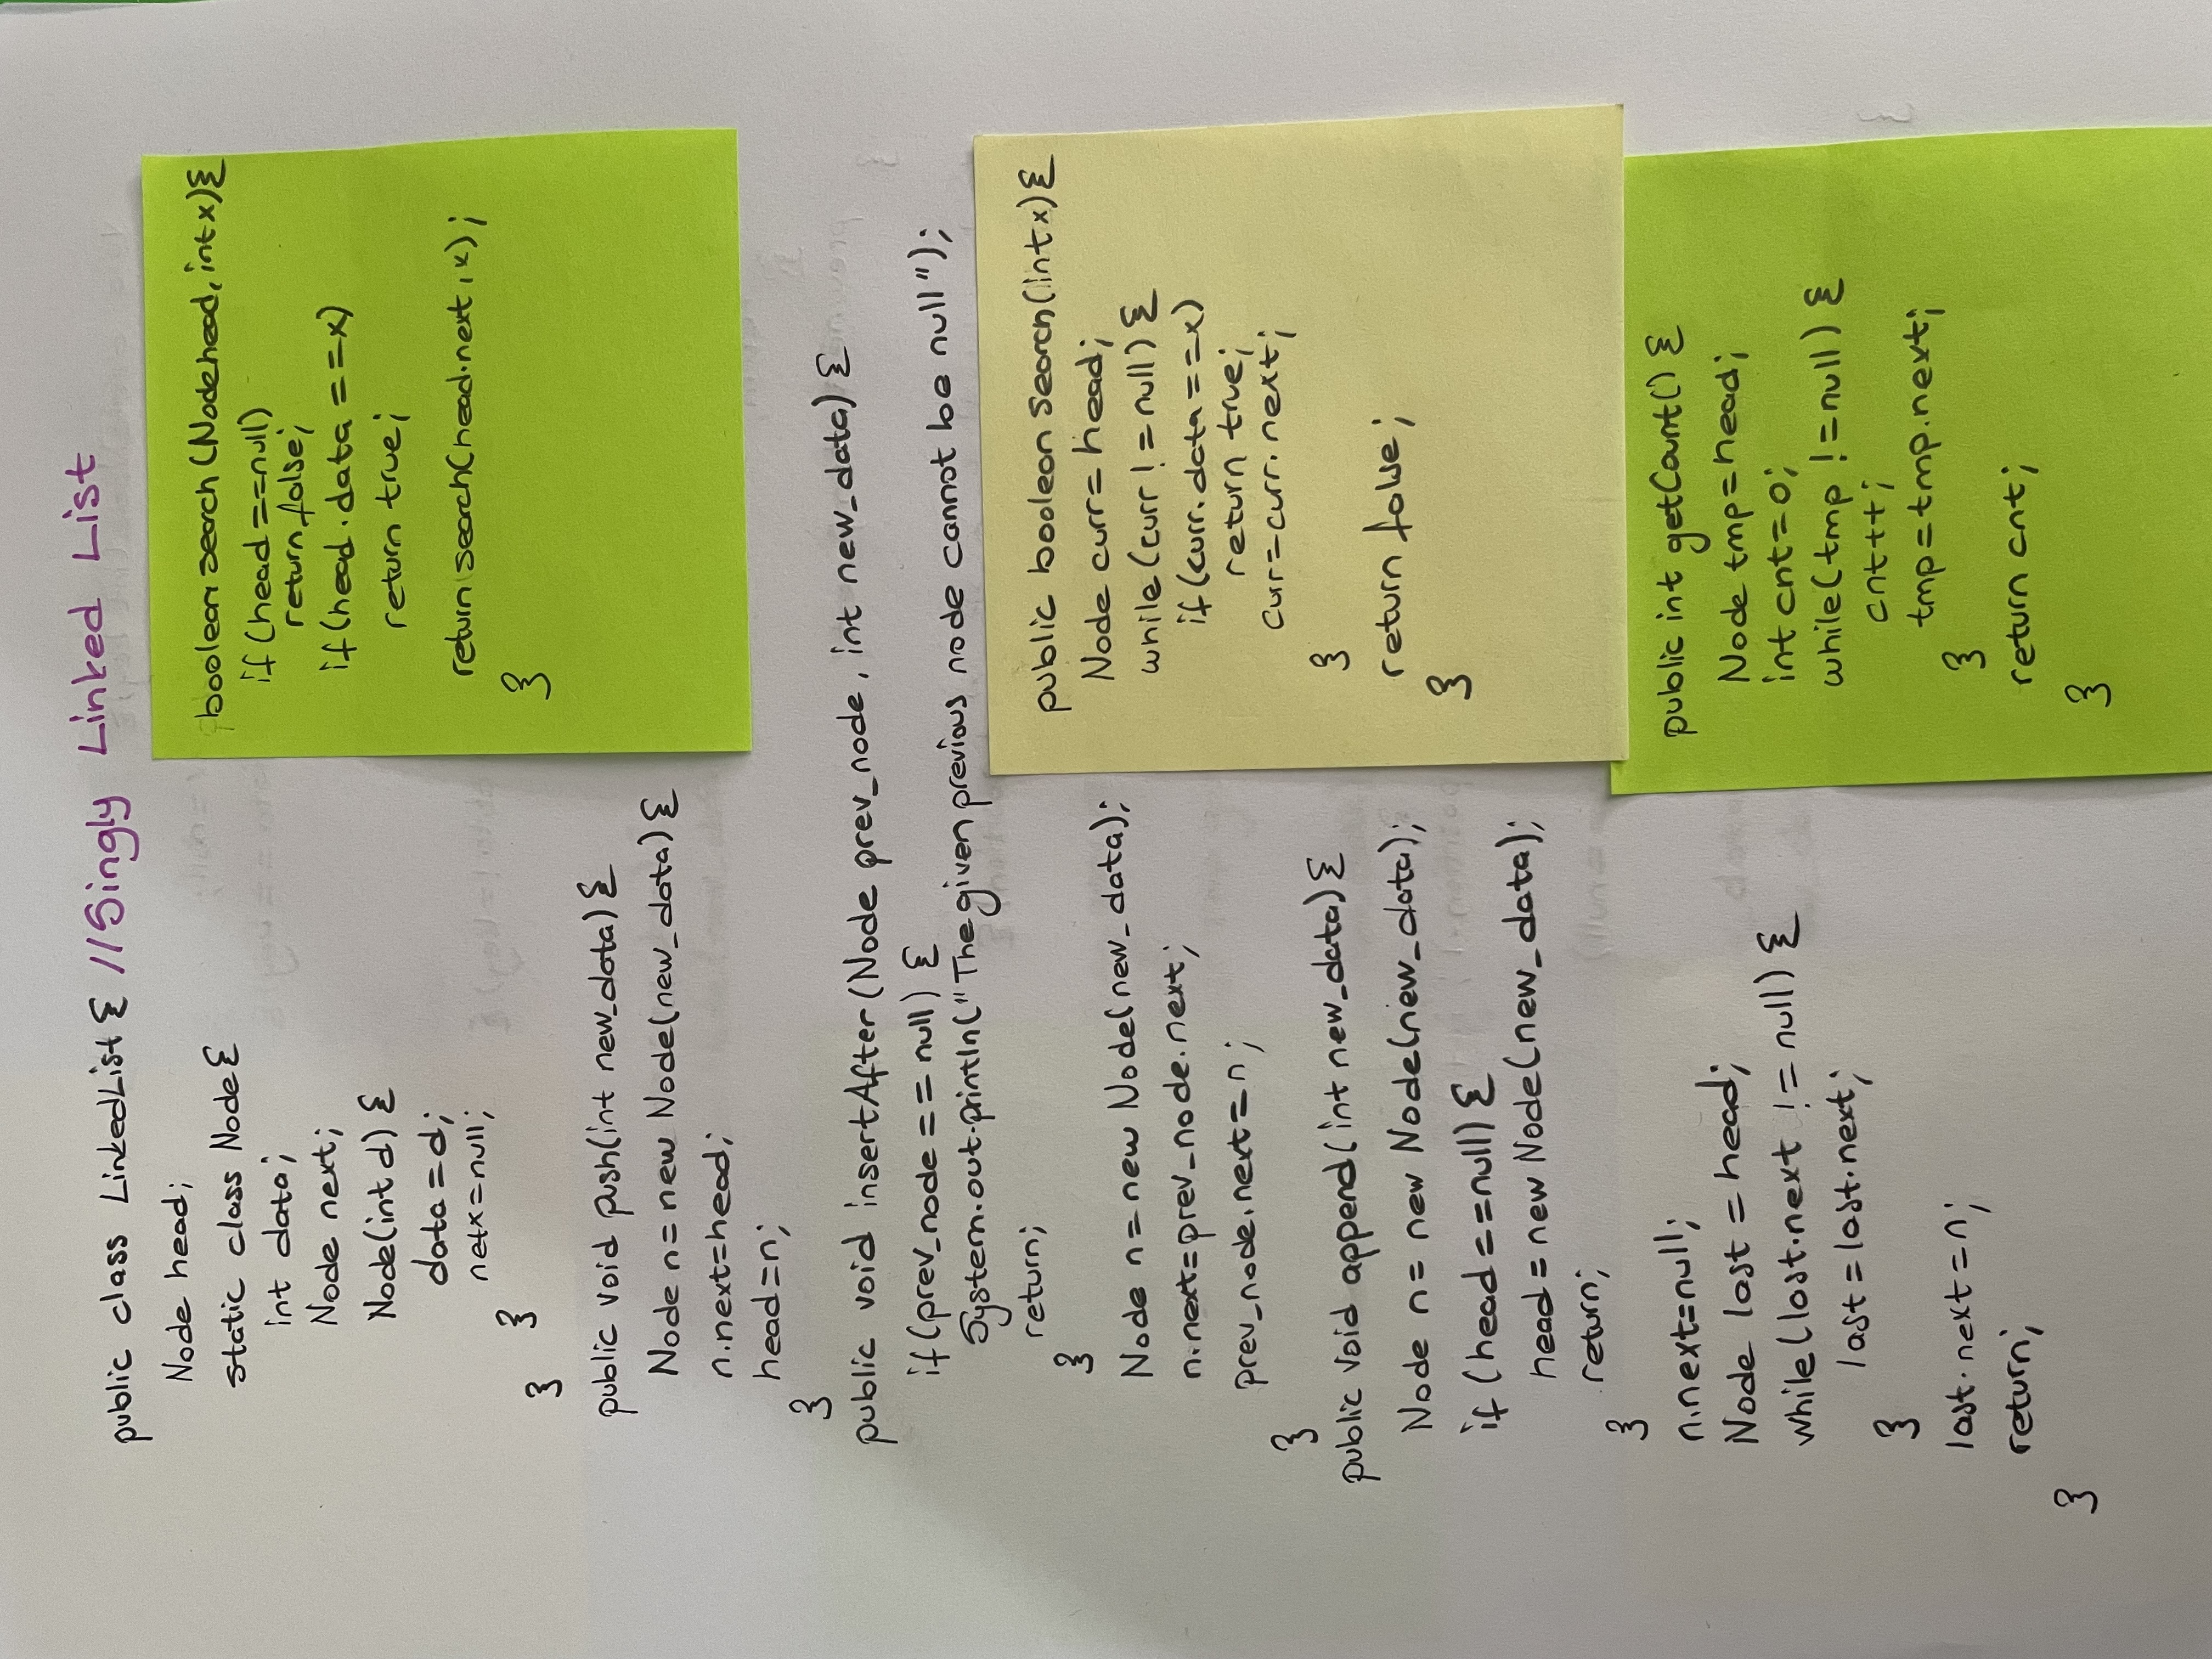 public class LinkedList { //Singly Linked List
Node head;
static class Node {
int data;
Node next;
Node(int d) {
data = d;
netx = null;
}
}
public void push(int new_data) {
Node n = new Node(new_data) {
n.next=head;
head=n;
}
public void insertAfter (Node prev_node, int new_data) {
if (prev_node == null) {
System.out.println("The given previous node cannot be null");
return;
}
Node n = new Node(new_data);
n.next=prev_node.next;
prev_node.next = n;
}
public void append(int new_data) {
Node n = new Node(new_data);
if (head ==null) {
head = new Node(new_data);
return;
}
n.next=null;
Node last = head;
while(last.next != null) {
last = last.next;
}
last.next = n;
return;
}
boolean search (Node head, int x){
if (head ==null)
return false;
if (head.data ==x)
return true;
return search(head.next, x);
}
public boolean search (int x) {
Node curr = head;
while (curr != null) {
if (curr.data ==x)
return true;
curr=curr.next;
}
return false;
}
public int getCount() {
Node tmp=head;
int cnt=0;
while(tmp !=null) {
cnt++;
tmp=tmp.next;
}
return cnt;
}